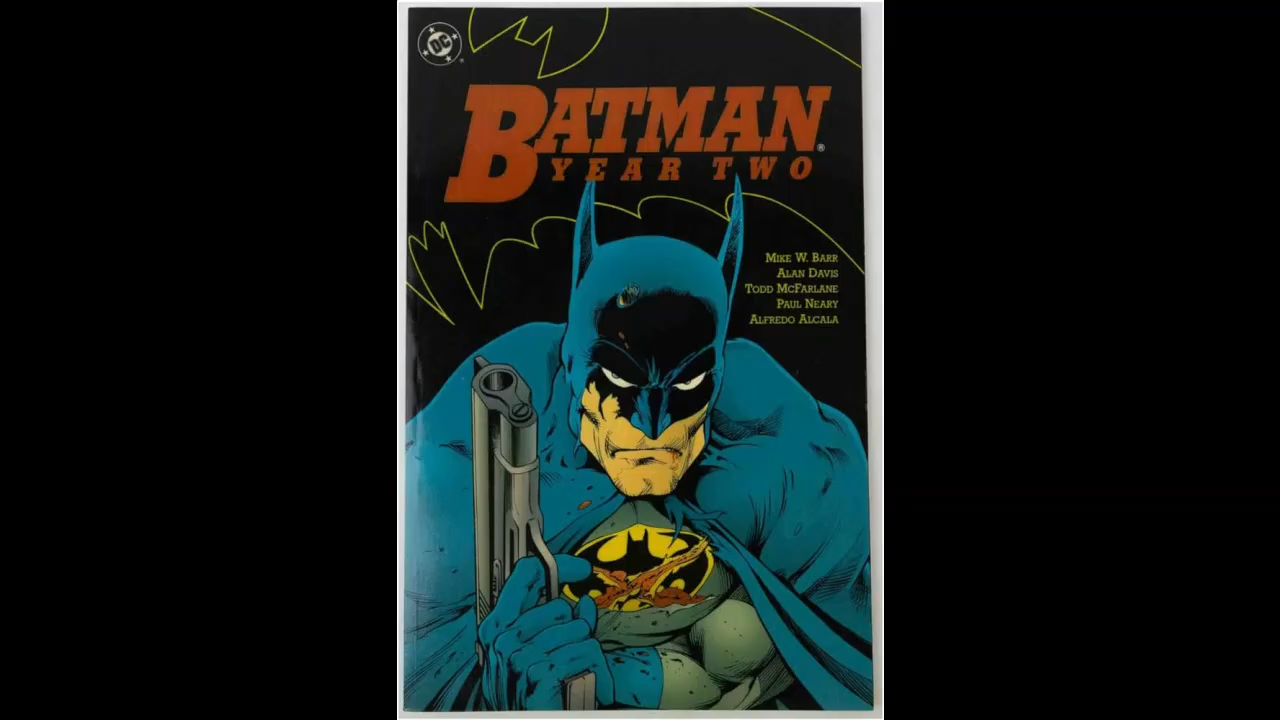 DC
BATMAN®
YEAR TWO
MIKE W. BARR
ALAN DAVIS
TODD MCFARLANE
PAUL NEARY
ALFREDO ALCALA